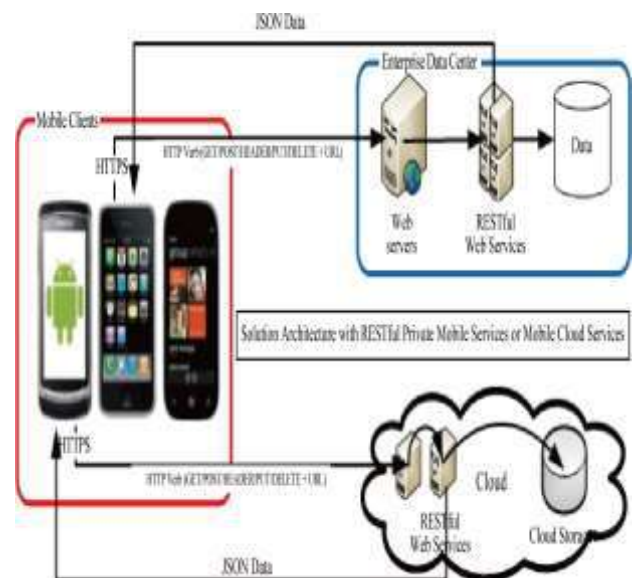 JSON Data
Enterprise Data Center
Mobile Clients
HTTPS
HTTP Verb(GET/POST/HEADER/PUT/DELETE + URL)
Data
Web
servers
RESTful
Web Services
Solution Architecture with RESTful Private Mobile Services or Mobile Cloud Services
HTTPS
HTTP Verb (GET/POST/HEADER/PUT/DELETE + URL)
Cloud
RESTful
Web Services
Cloud Storage
JSON Data